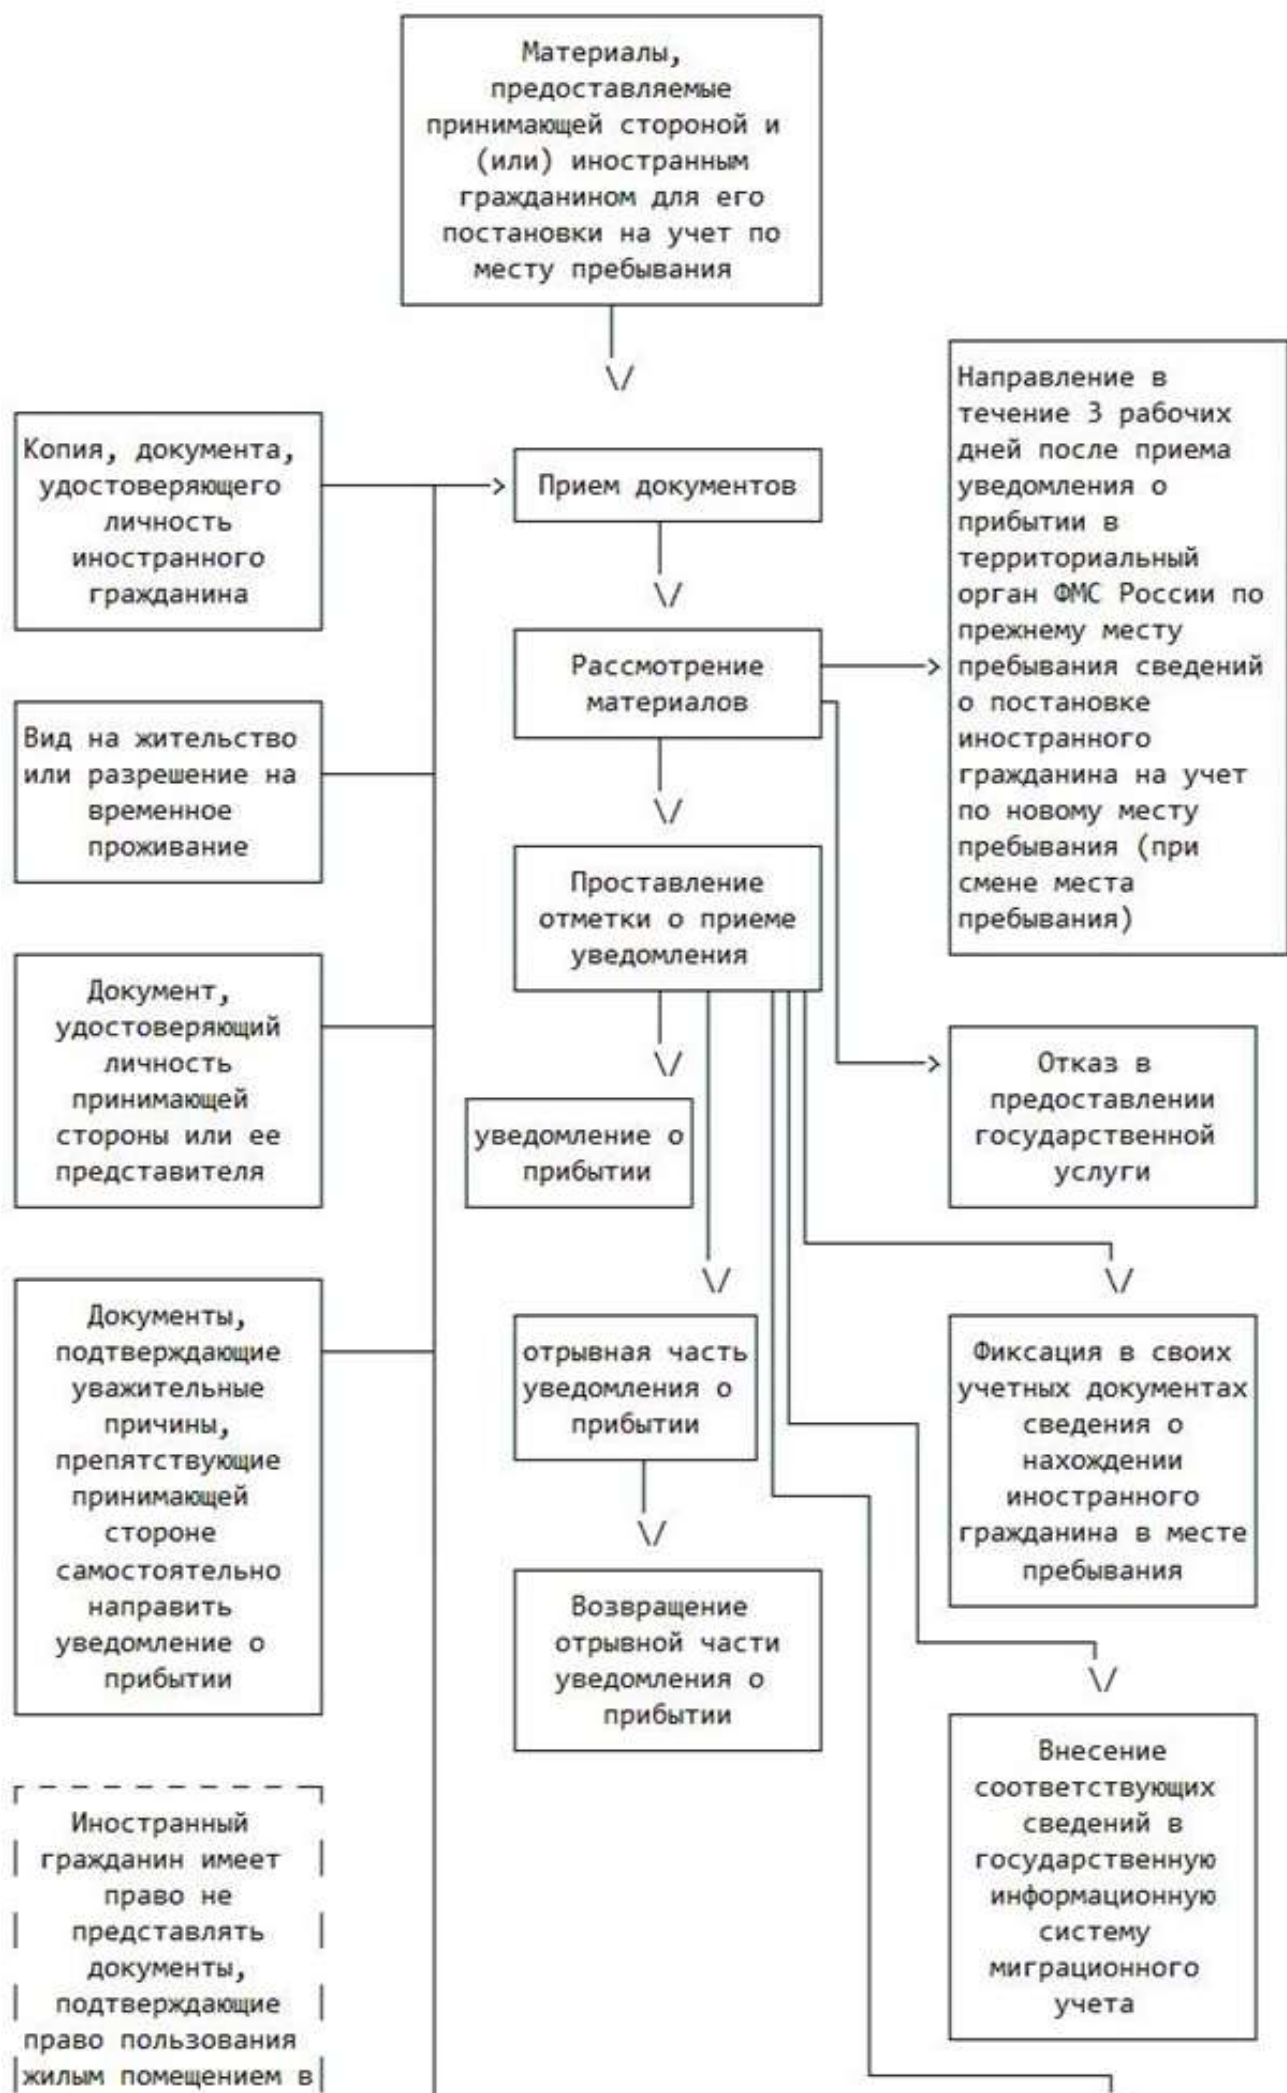 Материалы,
предоставляемые
принимающей стороной и
(или) иностранным
гражданином для его
постановки на учет по
месту пребывания
Копия, документа,
удостоверяющего
личность
иностранного
гражданина
Прием документов
Направление в
течение 3 рабочих
дней после приема
уведомления о
прибытии в
территориальный
орган ФМС России по
прежнему месту
пребывания сведений
о постановке
иностранного
гражданина на учет
по новому месту
пребывания (при
смене места
пребывания)
Рассмотрение
материалов
Вид на жительство
или разрешение на
временное
проживание
Проставление
отметки о приеме
уведомления
Документ,
удостоверяющий
личность
принимающей
стороны или ее
представителя
уведомление о
прибытии
Отказ в
предоставлении
государственной
услуги
Документы,
подтверждающие
уважительные
причины,
препятствующие
принимающей
стороне
самостоятельно
направить
уведомление о
прибытии
отрывная часть
уведомления о
прибытии
Фиксация в своих
учетных документах
сведения о
нахождении
иностранного
гражданина в месте
пребывания
Возвращение
отрывной части
уведомления о
прибытии
Внесение
соответствующих
сведений в
государственную
информационную
систему
миграционного
учета
Иностранный
гражданин имеет
право не
представлять
документы,
подтверждающие
право пользования
жилым помещением в